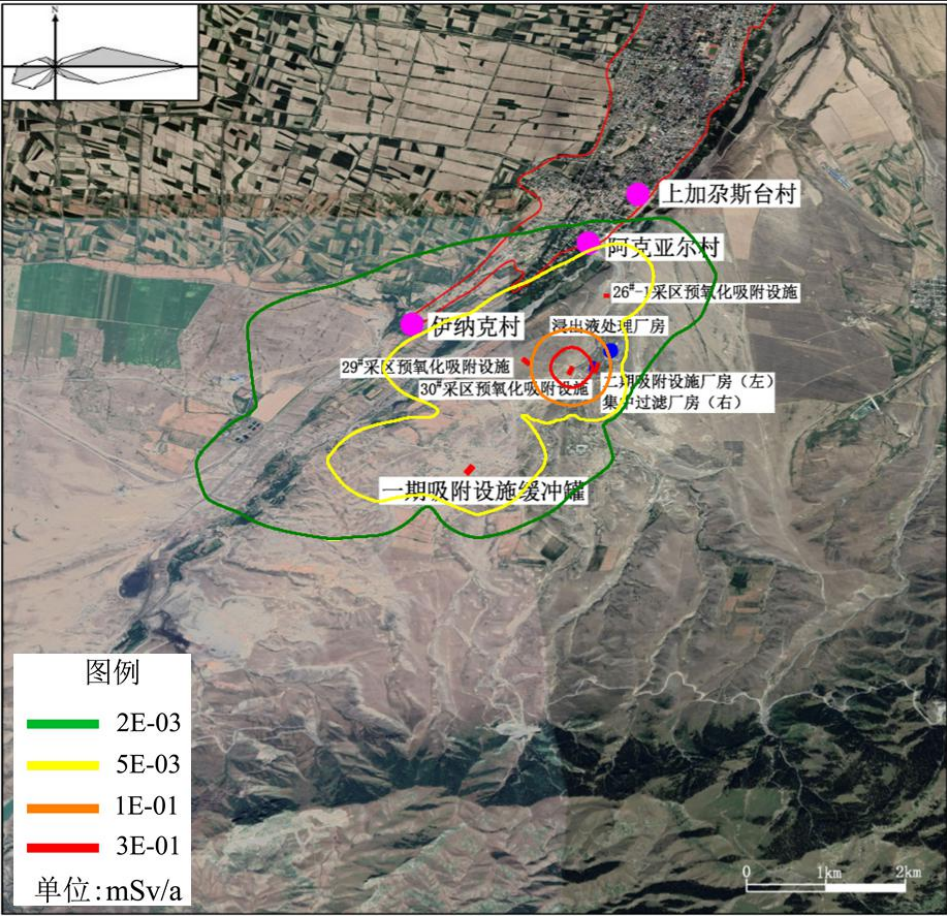 N
上加尕斯台村
阿克亚尔村
26#-1采区预氧化吸附设施
伊纳克村
浸出液处理厂房
29#采区预氧化吸附设施
30#采区预氧化吸附设施
二期吸附设施厂房（左）
集中过滤厂房（右）
一期吸附设施缓冲罐
图例
2E-03
5E-03
1E-01
3E-01
单位:mSv/a
0 1km 2km